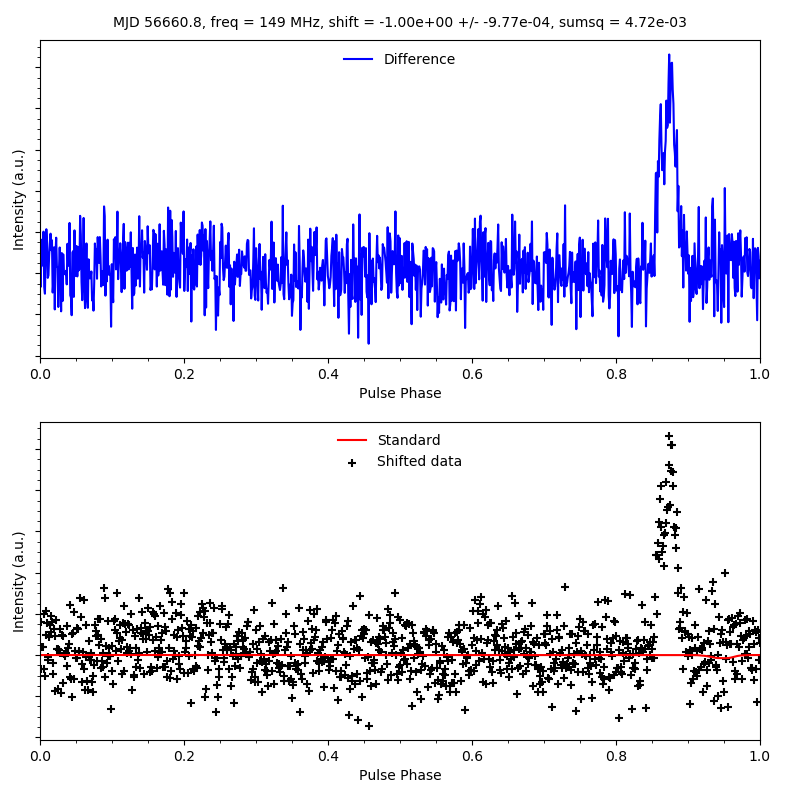 MJD 56660.8, freq = 149 MHz, shift = -1.00e+00 +/- -9.77e-04, sumsq = 4.72e-03
Difference
Intensity (a.u.)
0.0 0.2 0.4 0.6 0.8 1.0
Pulse Phase
Standard
Shifted data
Intensity (a.u.)
0.0 0.2 0.4 0.6 0.8 1.0
Pulse Phase